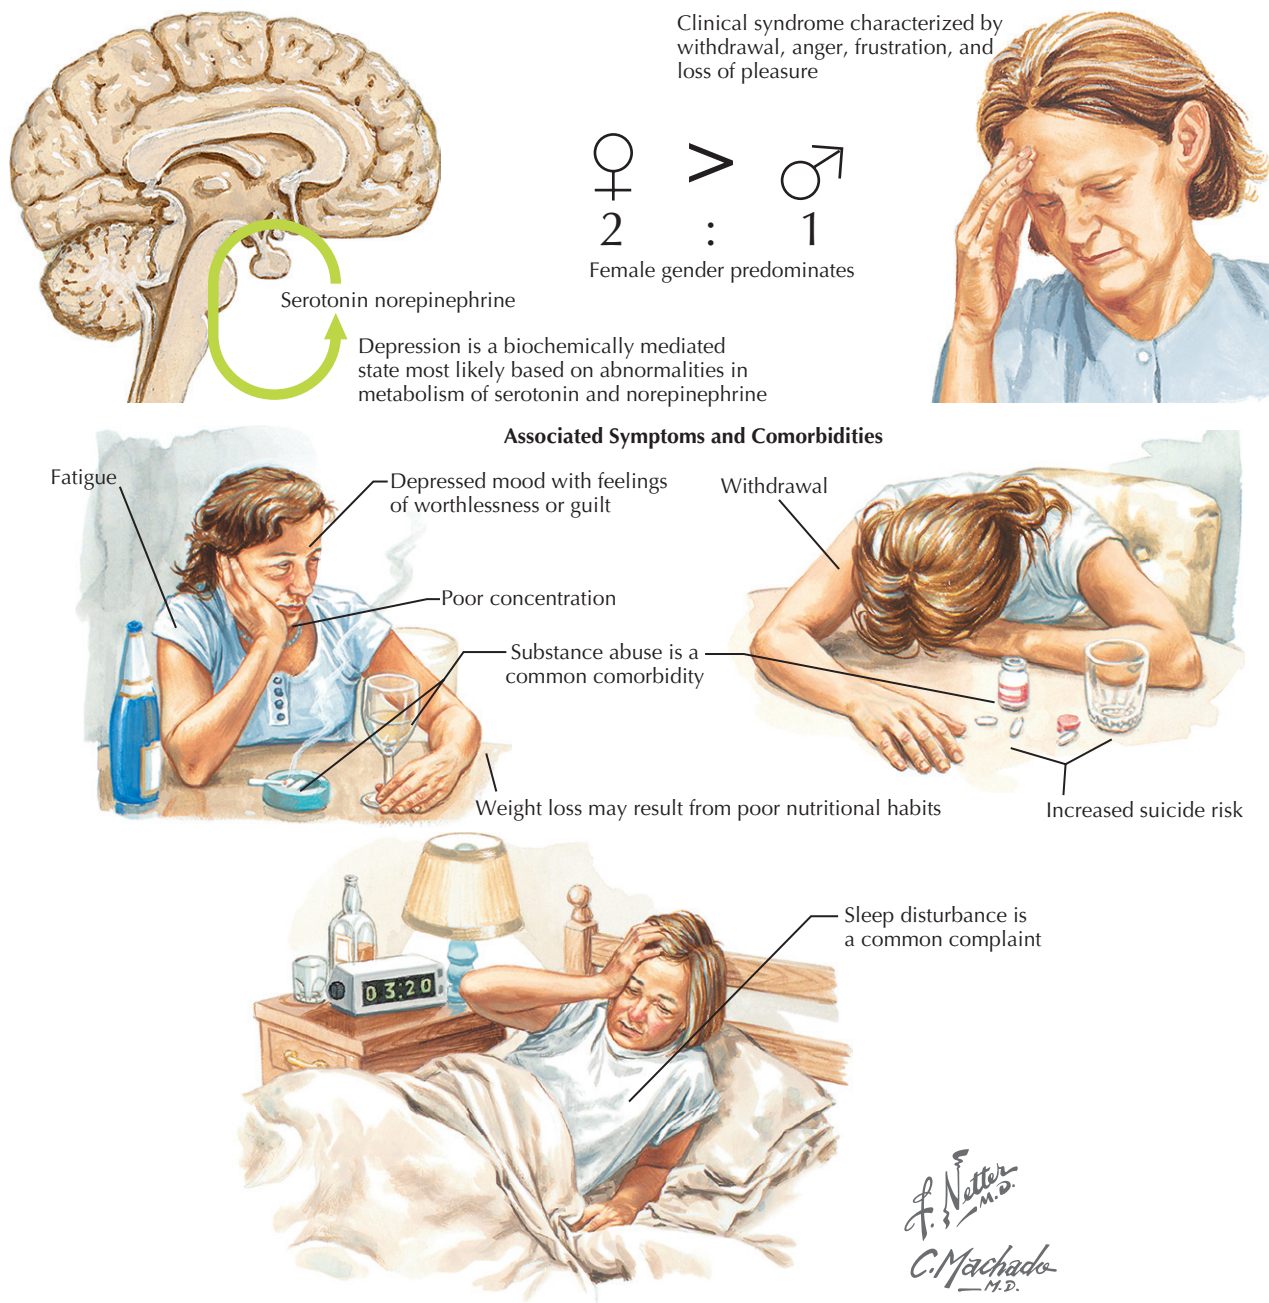 Clinical syndrome characterized by
withdrawal, anger, frustration, and
loss of pleasure
♀ > ♂
2 : 1
Female gender predominates
Serotonin norepinephrine
Depression is a biochemically mediated
state most likely based on abnormalities in
metabolism of serotonin and norepinephrine
Associated Symptoms and Comorbidities
Fatigue
Depressed mood with feelings
of worthlessness or guilt
Withdrawal
Poor concentration
Substance abuse is a
common comorbidity
Weight loss may result from poor nutritional habits
Increased suicide risk
Sleep disturbance is
a common complaint
03:20
F. Netter
M.D.
C. Machado
M.D.